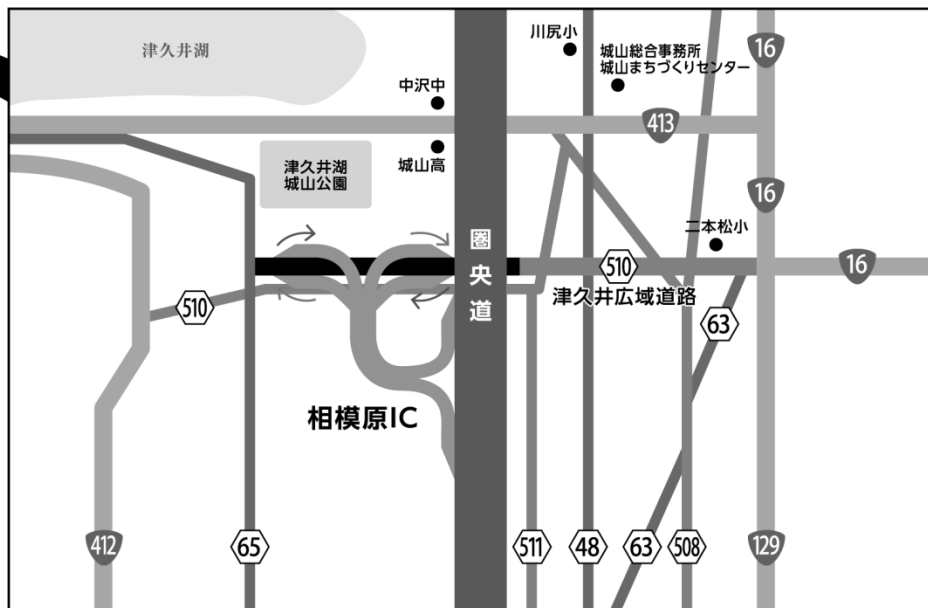 津久井湖
川尻小
城山総合事務所
城山まちづくりセンター
16
中沢中
413
城山高
津久井湖
城山公園
16
二本松小
圏央道
510
16
津久井広域道路
510
63
相模原IC
412
65
511
48
63
508
129